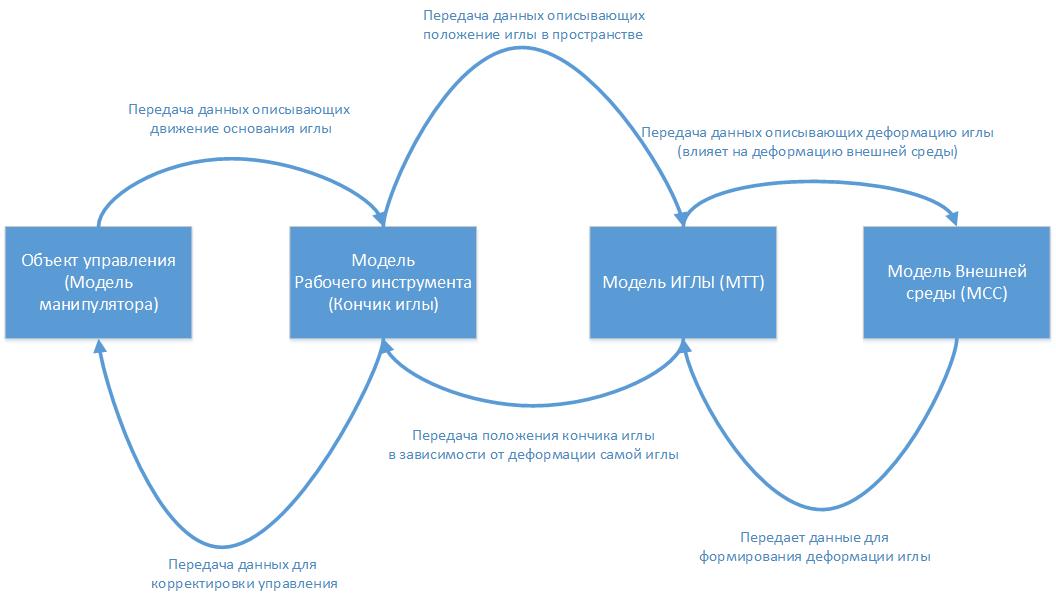 Передача данных описывающих
положение иглы в пространстве
Передача данных описывающих
движение основания иглы
Передача данных описывающих деформацию иглы
(влияет на деформацию внешней среды)
Объект управления
(Модель
манипулятора)
Модель
Рабочего инструмента
(Кончик иглы)
Модель ИГЛЫ (МТТ)
Модель Внешней
среды (МСС)
Передача положения кончика иглы
в зависимости от деформации самой иглы
Передает данные для
формирования деформации иглы
Передача данных для
корректировки управления